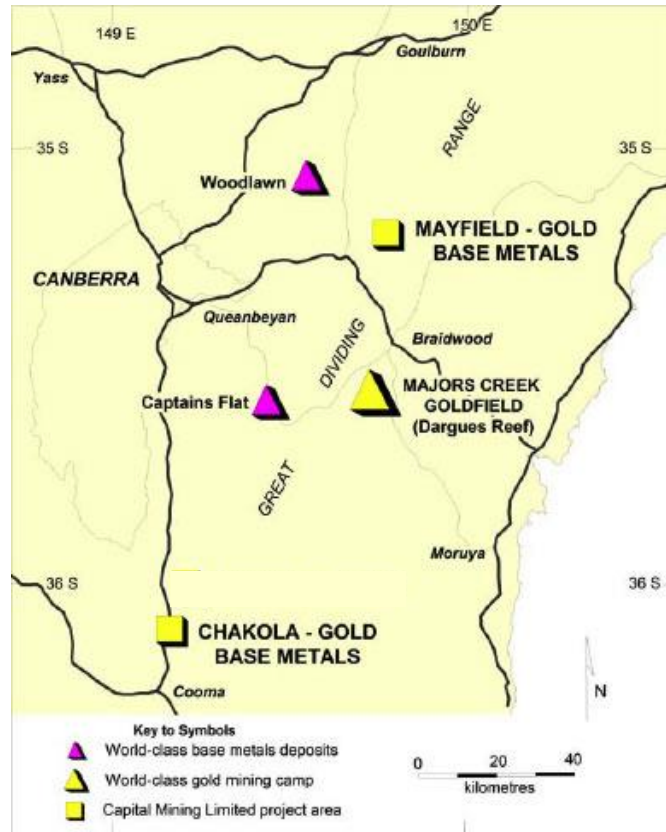 149 E
150 E
Goulburn
Yass
35 S
35 S
RANGE
Woodlawn
MAYFIELD - GOLD
BASE METALS
CANBERRA
Queanbeyan
DIVIDING
Braidwood
Captains Flat
MAJORS CREEK
GOLDFIELD
(Dargues Reef)
GREAT
Moruya
36 S
36 S
CHAKOLA - GOLD
BASE METALS
Cooma
N
Key to Symbols
World-class base metals deposits
World-class gold mining camp
Capital Mining Limited project area
0 20 40
kilometres